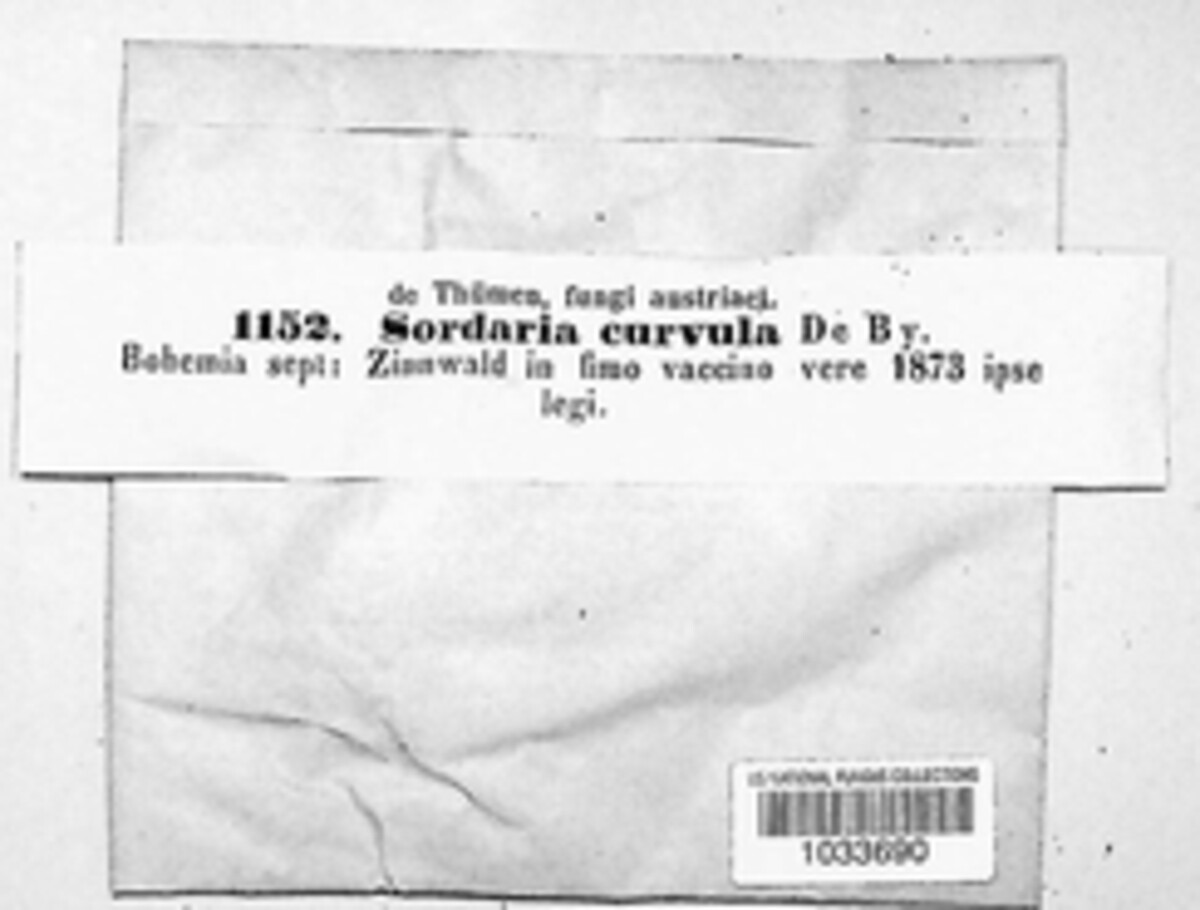 de Thümen, fungi austriaci.
1152. Sordaria curvula De By.
Bohemia sept: Zinnwald in fimo vaccino vere 1873 ipse
legi.
US NATIONAL FUNGUS COLLECTIONS
1033690